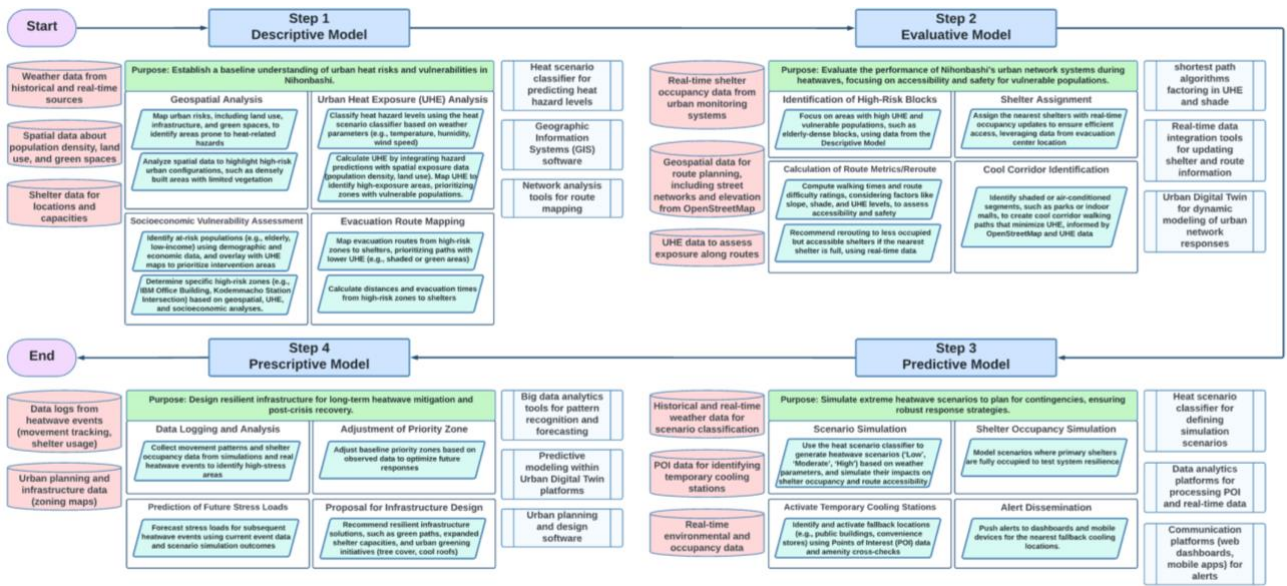 Start
Step 1
Descriptive Model
Step 2
Evaluative Model
Weather data from
historical and real-time
sources
Spatial data about
population density, land
use, and green spaces
Shelter data for
locations and
capacities
Purpose: Establish a baseline understanding of urban heat risks and vulnerabilities in
Nihonbashi.
Geospatial Analysis
Map urban risks, including land use,
infrastructure, and green spaces, to
identify areas prone to heat-related
hazards
Analyze spatial data to highlight high-risk
urban configurations, such as densely
built areas with limited vegetation
Urban Heat Exposure (UHE) Analysis
Classify heat hazard levels using the heat
scenario classifier based on weather
parameters (e.g., temperature, humidity,
wind speed)
Calculate UHE by integrating hazard
predictions with spatial exposure data
(population density, land use). Map UHE to
identify high-exposure areas, prioritizing
zones with vulnerable populations.
Socioeconomic Vulnerability Assessment
Identify at-risk populations (e.g., elderly,
low-income) using demographic and
economic data, and overlay with UHE
maps to prioritize intervention areas
Determine specific high-risk zones (e.g.,
IBM Office Building, Kodemmacho Station
Intersection) based on geospatial, UHE,
and socioeconomic analyses.
Evacuation Route Mapping
Map evacuation routes from high-risk
zones to shelters, prioritizing paths with
lower UHE (e.g., shaded or green areas)
Calculate distances and evacuation times
from high-risk zones to shelters
Heat scenario
classifier for
predicting heat
hazard levels
Geographic
Information
Systems (GIS)
software
Network analysis
tools for route
mapping
Real-time shelter
occupancy data from
urban monitoring
systems
Geospatial data for
route planning,
including street
networks and elevation
from OpenStreetMap
UHE data to assess
exposure along routes
Purpose: Evaluate the performance of Nihonbashi's urban network systems during
heatwaves, focusing on accessibility and safety for vulnerable populations.
Identification of High-Risk Blocks
Focus on areas with high UHE and
vulnerable populations, such as
elderly-dense blocks, using data from the
Descriptive Model
Shelter Assignment
Assign the nearest shelters with real-time
occupancy updates to ensure efficient
access, leveraging data from evacuation
center location
Calculation of Route Metrics/Reroute
Compute walking times and route
difficulty ratings, considering factors like
slope, shade, and UHE levels, to assess
accessibility and safety
Recommend rerouting to less occupied
but accessible shelters if the nearest
shelter is full, using real-time data
Cool Corridor Identification
Identify shaded or air-conditioned
segments, such as parks or indoor
malls, to create cool corridor walking
paths that minimize UHE, informed by
OpenStreetMap and UHE data
shortest path
algorithms
factoring in UHE
and shade
Real-time data
integration tools
for updating
shelter and route
information
Urban Digital Twin
for dynamic
modeling of urban
network
responses
End
Step 4
Prescriptive Model
Step 3
Predictive Model
Data logs from
heatwave events
(movement tracking,
shelter usage)
Urban planning and
infrastructure data
(zoning maps)
Purpose: Design resilient infrastructure for long-term heatwave mitigation and
post-crisis recovery.
Data Logging and Analysis
Collect movement patterns and shelter
occupancy data from simulations and real
heatwave events to identify high-stress
areas
Adjustment of Priority Zone
Adjust baseline priority zones based on
observed data to optimize future
responses
Prediction of Future Stress Loads
Forecast stress loads for subsequent
heatwave events using current event data
and scenario simulation outcomes
Proposal for Infrastructure Design
Recommend resilient infrastructure
solutions, such as green paths, expanded
shelter capacities, and urban greening
initiatives (tree cover, cool roofs)
Big data analytics
tools for pattern
recognition and
forecasting
Predictive
modeling within
Urban Digital Twin
platforms
Urban planning
and design
software
Historical and real-time
weather data for
scenario classification
POI data for identifying
temporary cooling
stations
Real-time
environmental and
occupancy data
Purpose: Simulate extreme heatwave scenarios to plan for contingencies, ensuring
robust response strategies.
Scenario Simulation
Use the heat scenario classifier to
generate heatwave scenarios ('Low',
'Moderate', 'High') based on weather
parameters, and simulate their impacts on
shelter occupancy and route accessibility
Shelter Occupancy Simulation
Model scenarios where primary shelters
are fully occupied to test system resilience
Activate Temporary Cooling Stations
Identify and activate fallback locations
(e.g., public buildings, convenience
stores) using Points of Interest (POI) data
and amenity cross-checks
Alert Dissemination
Push alerts to dashboards and mobile
devices for the nearest fallback cooling
locations.
Heat scenario
classifier for
defining
simulation
scenarios
Data analytics
platforms for
processing POI
and real-time data
Communication
platforms (web
dashboards,
mobile apps) for
alerts